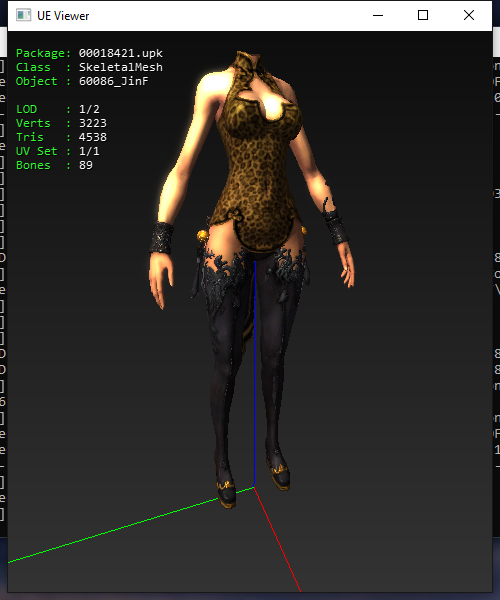 UE Viewer
Package: 00018421.upk
Class : SkeletalMesh
Object : 60086_JinF
LOD : 1/2
Verts : 3223
Tris : 4538
UV Set : 1/1
Bones : 89